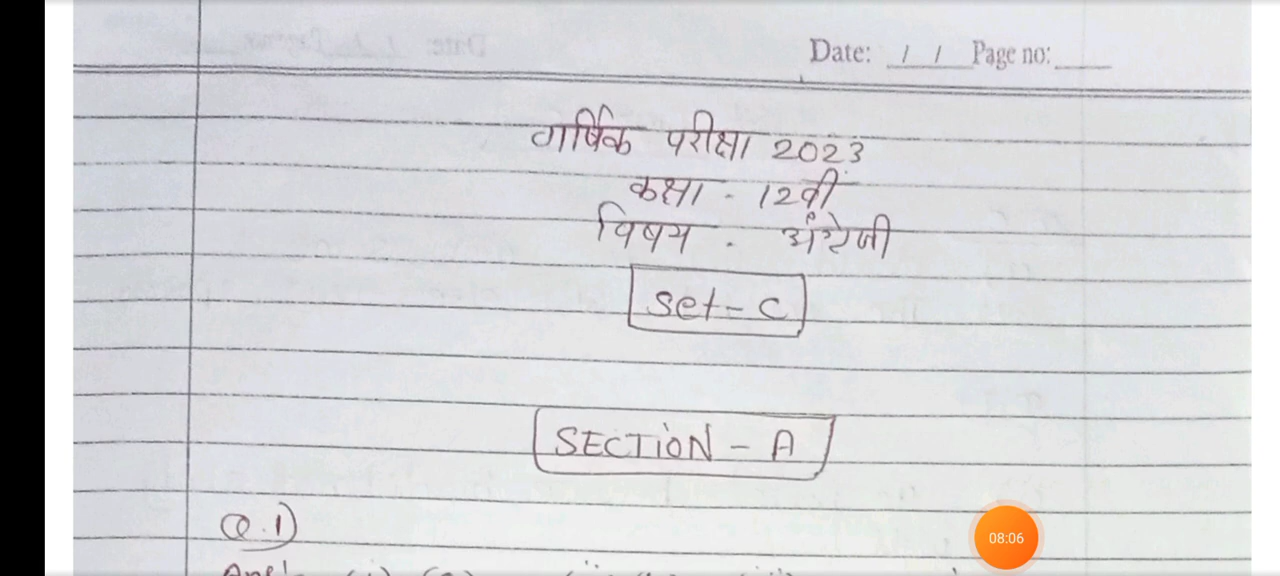 Date: / / Page no:
वार्षिक परीक्षा 2023
कक्षा - 12वीं
विषय - अंग्रेजी
Set - C
SECTION - A
Q.1)
08:06